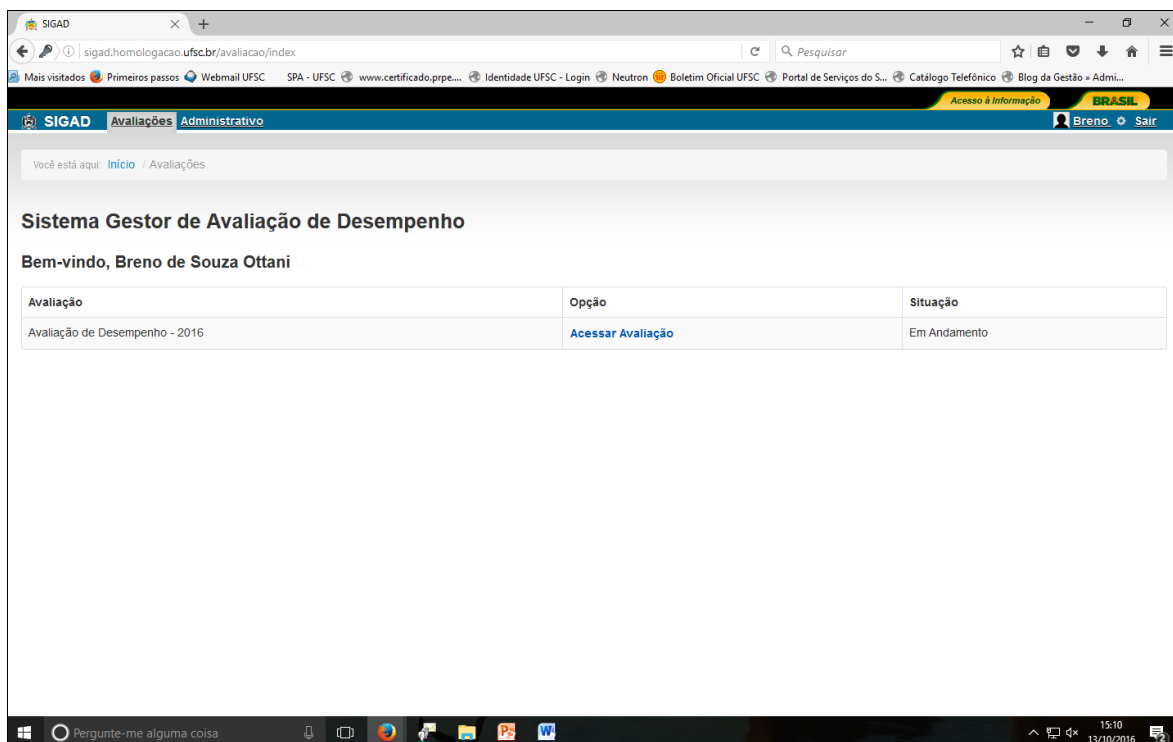 SIGAD
sigad.homologacao.ufsc.br/avaliacao/index
Pesquisar
Mais visitados Primeiros passos Webmail UFSC SPA - UFSC www.certificado.prpe.... Identidade UFSC - Login Neutron Boletim Oficial UFSC Portal de Serviços do S... Catálogo Telefônico Blog da Gestão » Admi...
Acesso à Informação BRASIL
SIGAD Avaliações Administrativo Breno Sair
Você está aqui: Início / Avaliações
Sistema Gestor de Avaliação de Desempenho
Bem-vindo, Breno de Souza Ottani
Avaliação Opção Situação
Avaliação de Desempenho - 2016 Acessar Avaliação Em Andamento
Pergunte-me alguma coisa
15:10
13/10/2016